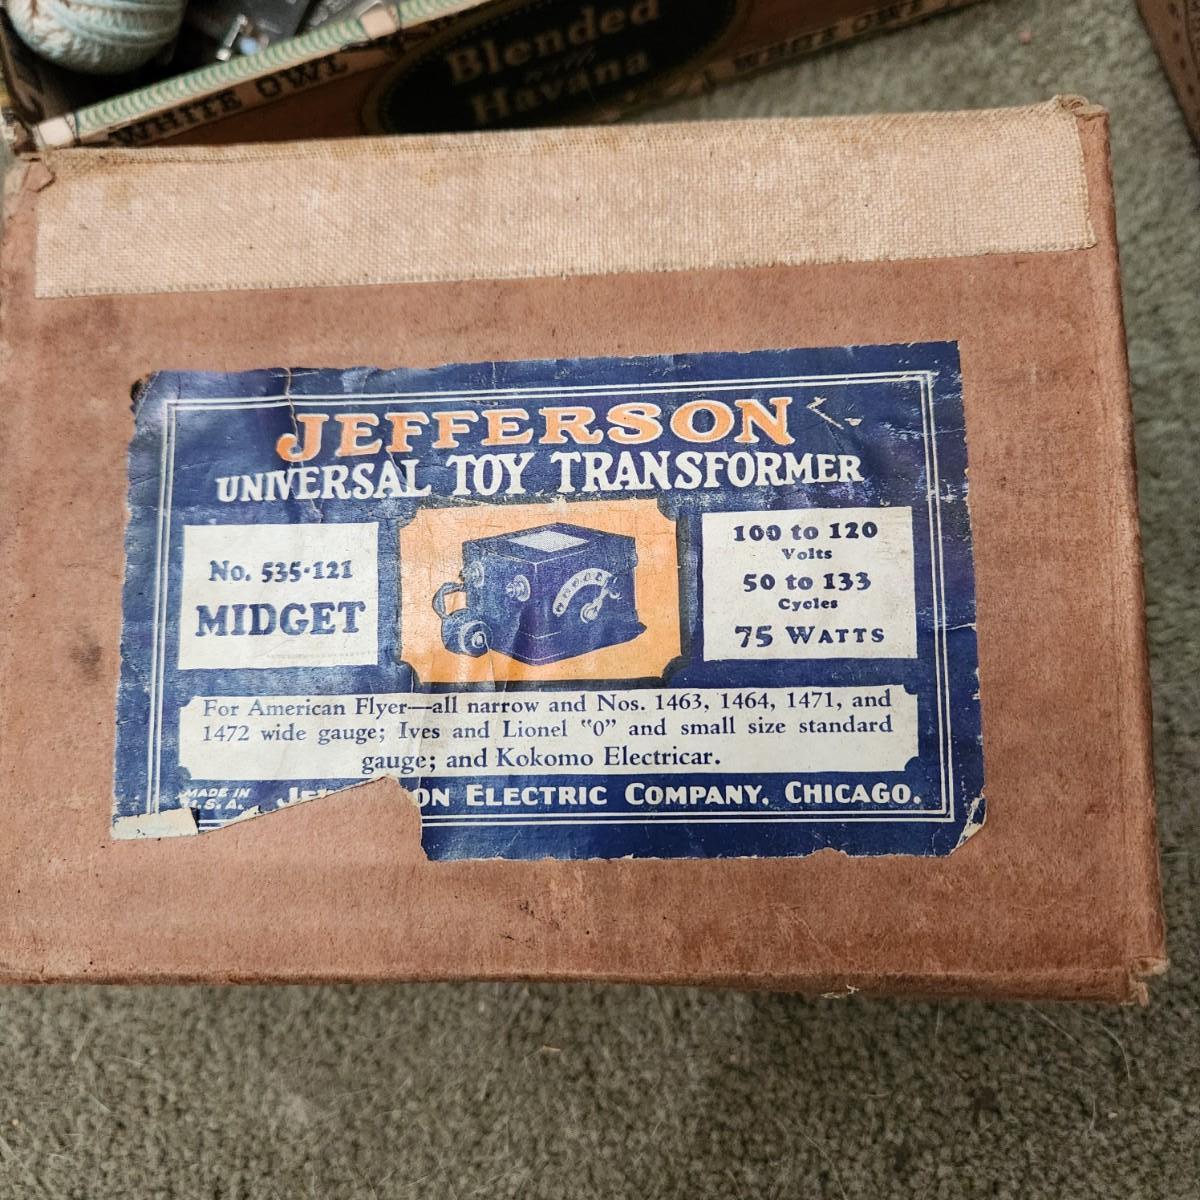 WHITE OWL
Blended
with
Havana
WHITE OWL
JEFFERSON
UNIVERSAL TOY TRANSFORMER
No. 535-121
MIDGET
100 to 120
Volts
50 to 133
Cycles
75 WATTS
For American Flyer—all narrow and Nos. 1463, 1464, 1471, and
1472 wide gauge; Ives and Lionel "0" and small size standard
gauge; and Kokomo Electricar.
MADE IN
U.S.A.
ON ELECTRIC COMPANY, CHICAGO.